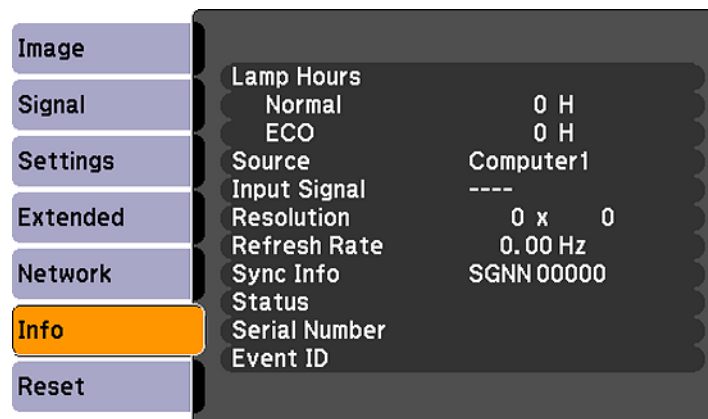 Image
Signal
Settings
Extended
Network
Info
Reset
Lamp Hours
Normal 0 H
ECO 0 H
Source Computer1
Input Signal ----
Resolution 0 x 0
Refresh Rate 0.00 Hz
Sync Info SGNN 00000
Status
Serial Number
Event ID